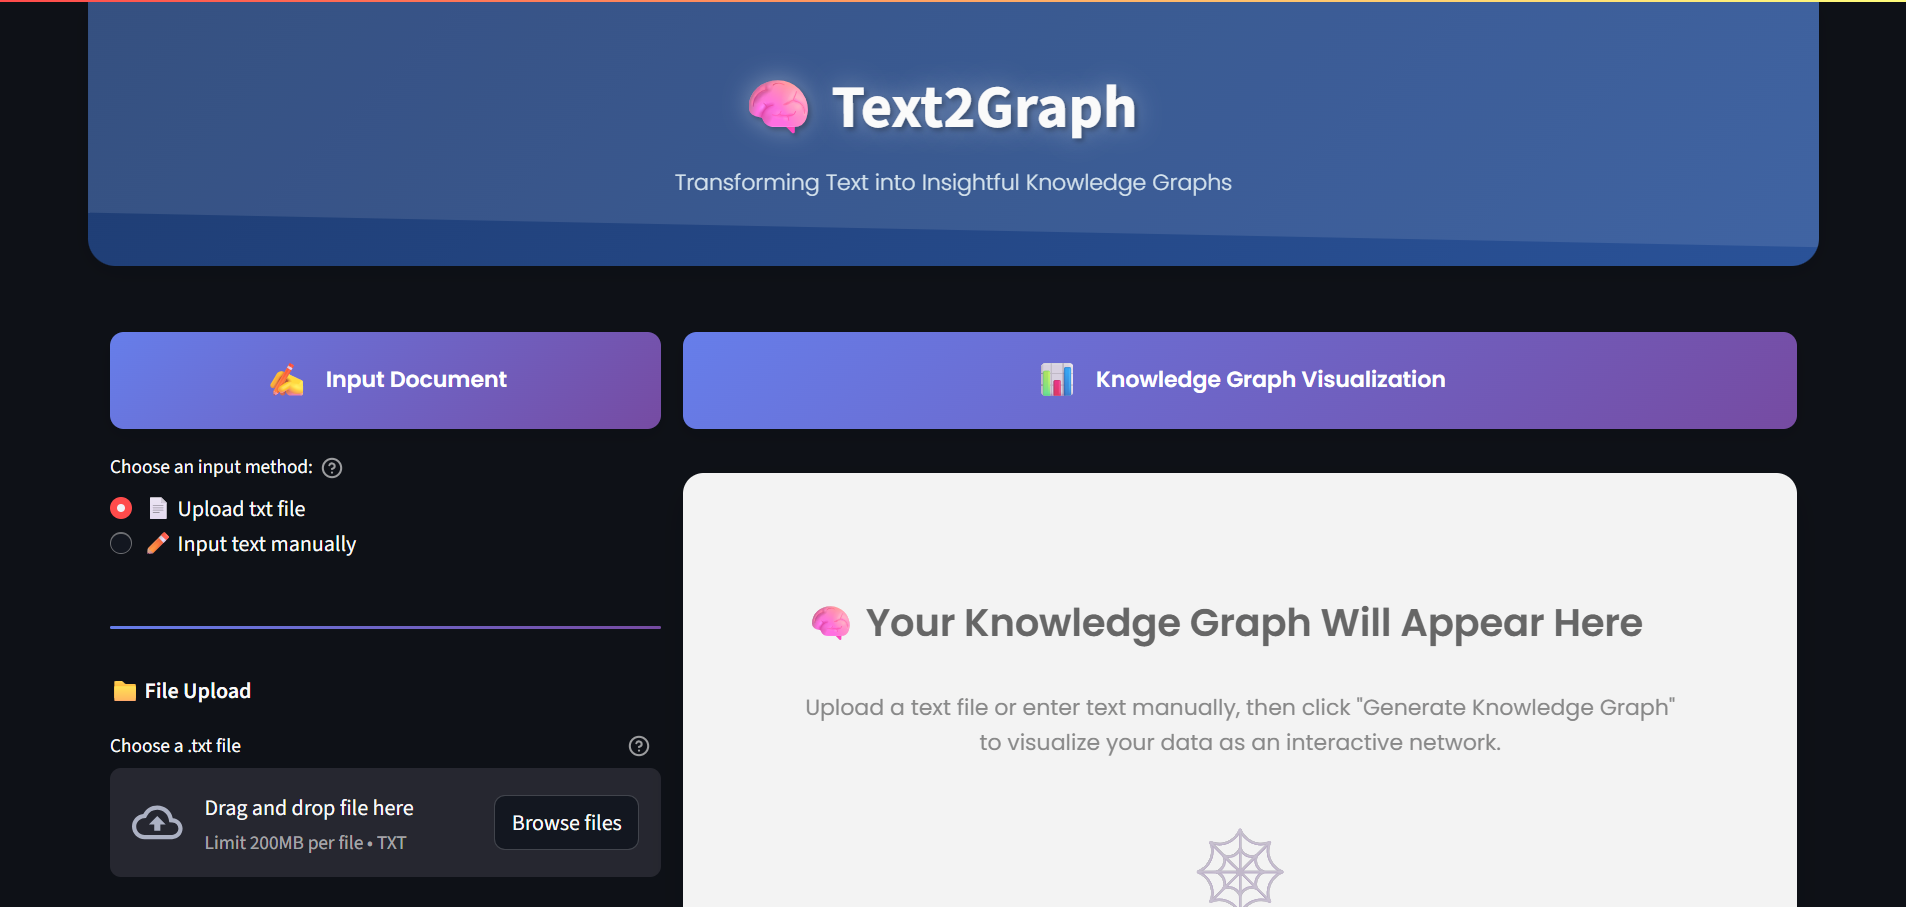 Text2Graph
Transforming Text into Insightful Knowledge Graphs
Input Document
Knowledge Graph Visualization
Choose an input method:
Upload txt file
Input text manually
File Upload
Choose a .txt file
Drag and drop file here
Limit 200MB per file • TXT
Browse files
Your Knowledge Graph Will Appear Here
Upload a text file or enter text manually, then click "Generate Knowledge Graph"
to visualize your data as an interactive network.